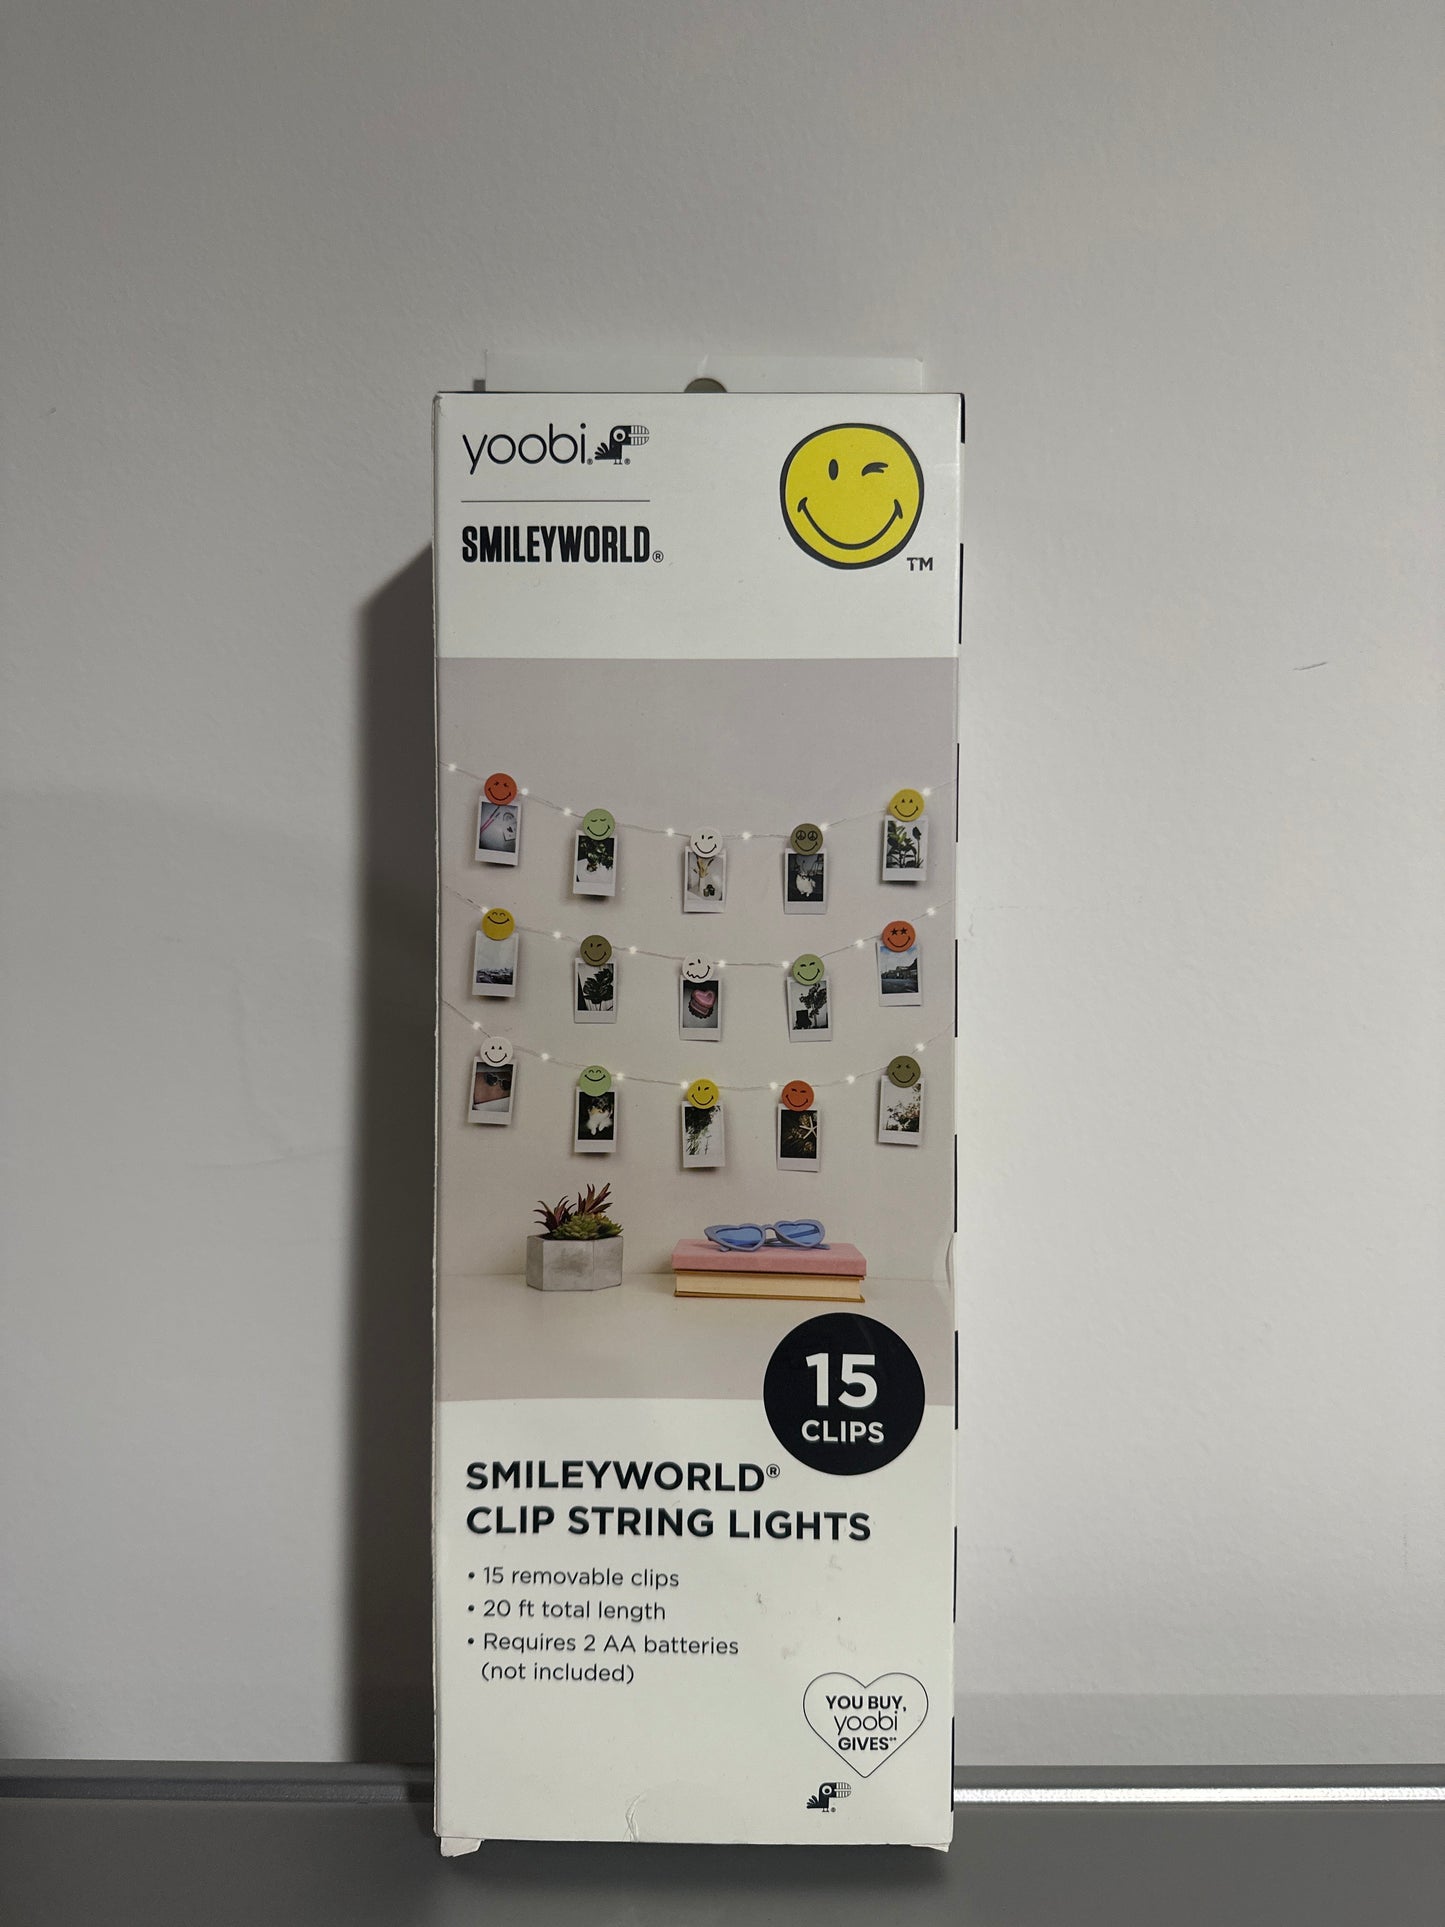 yoobi®
SMILEYWORLD®
TM
15
CLIPS
SMILEYWORLD®
CLIP STRING LIGHTS
• 15 removable clips
• 20 ft total length
• Requires 2 AA batteries
(not included)
YOU BUY,
yoobi
GIVES